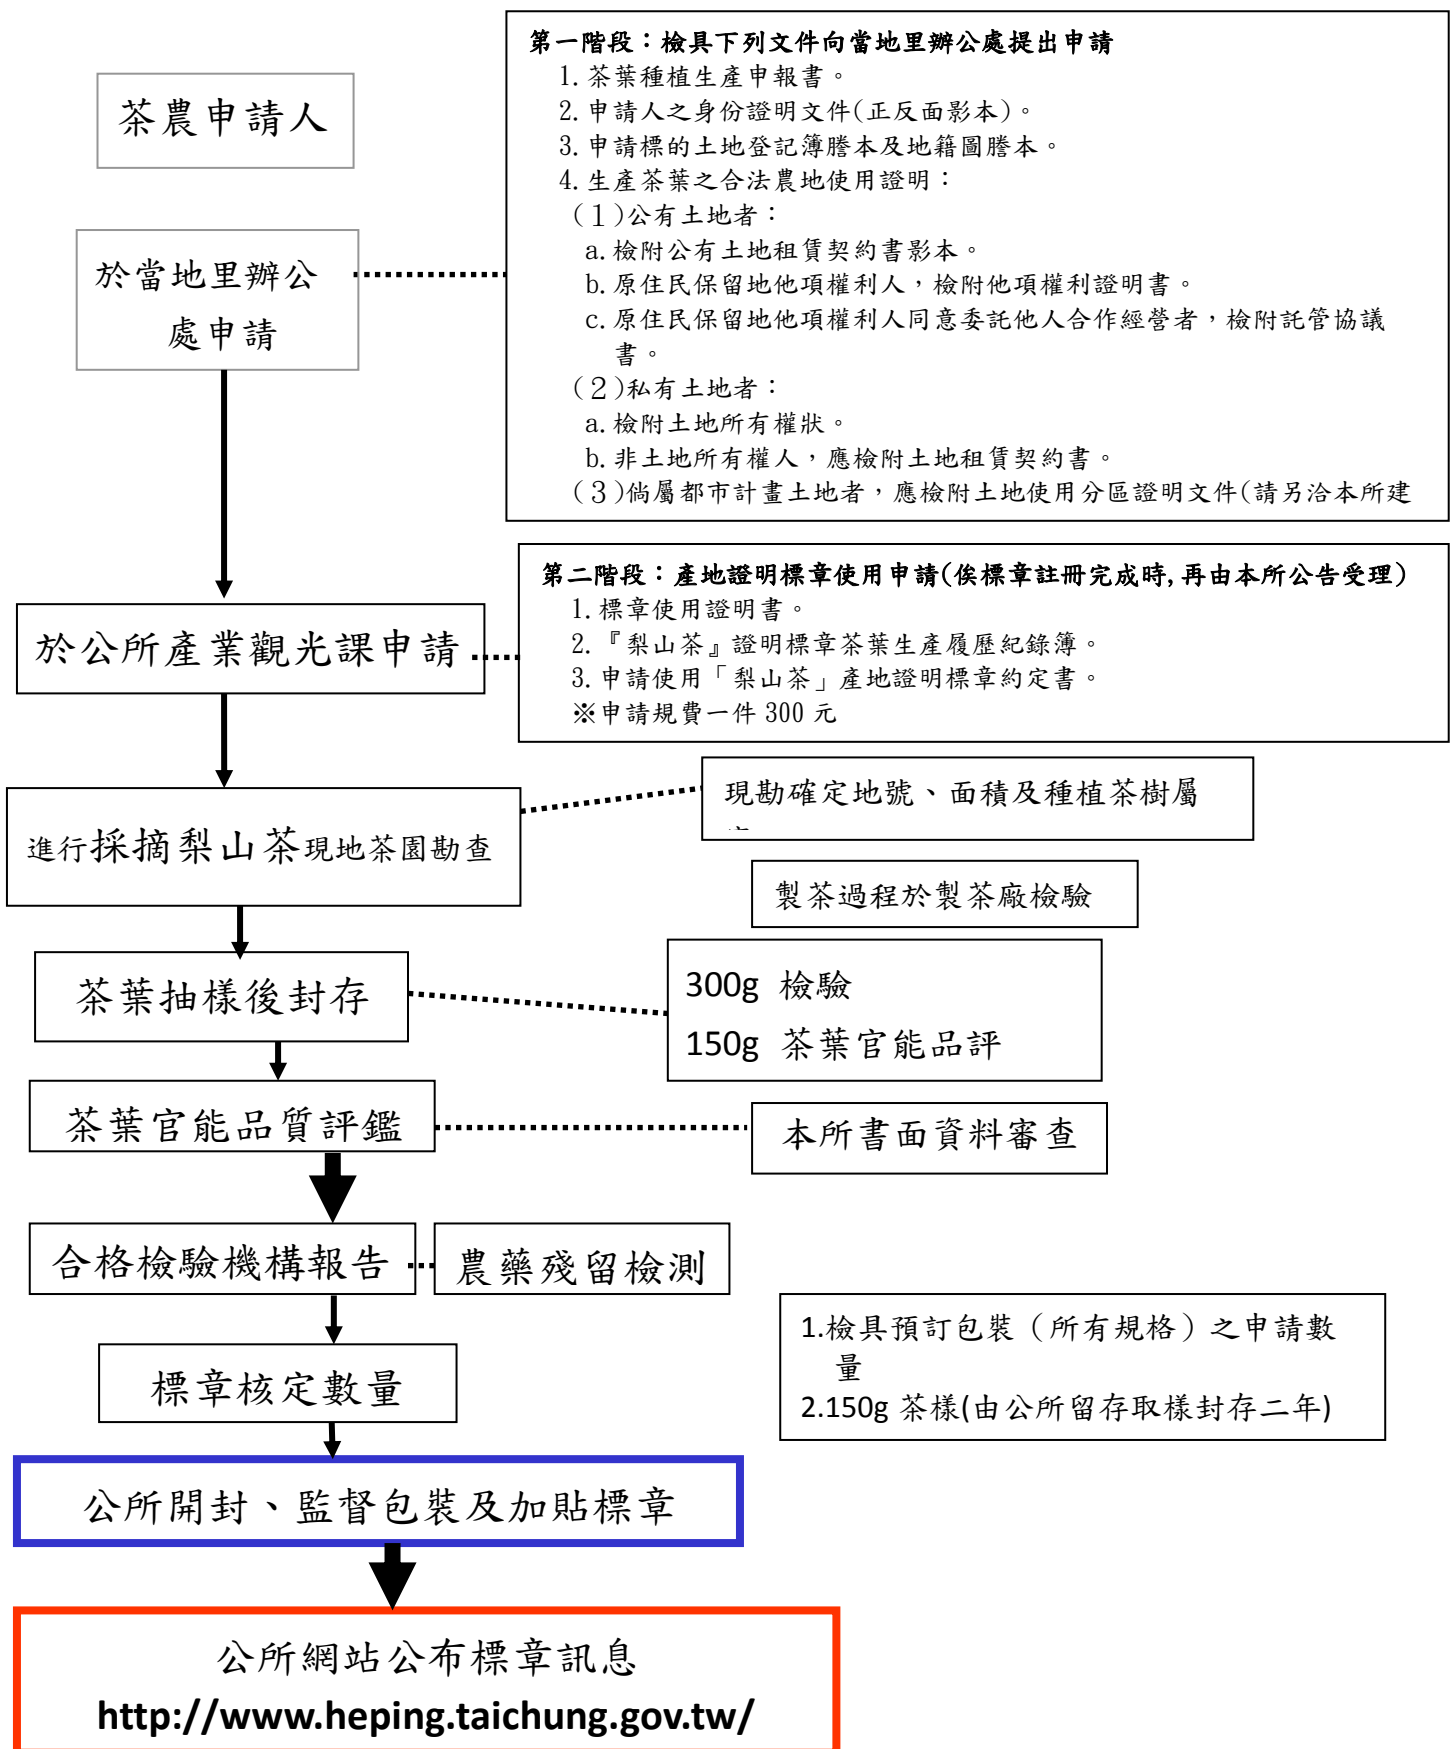 第一階段：檢具下列文件向當地里辦公處提出申請
1.茶葉種植生產申報書。
2.申請人之身份證明文件(正反面影本)。
3.申請標的土地登記簿謄本及地籍圖謄本。
4.生產茶葉之合法農地使用證明：
(１)公有土地者：
a.檢附公有土地租賃契約書影本。
b.原住民保留地他項權利人，檢附他項權利證明書。
c.原住民保留地他項權利人同意委託他人合作經營者，檢附託管協議
書。
(２)私有土地者：
a.檢附土地所有權狀。
b.非土地所有權人，應檢附土地租賃契約書。
(３)倘屬都市計畫土地者，應檢附土地使用分區證明文件(請另洽本所建
茶農申請人
於當地里辦公
處申請
第二階段：產地證明標章使用申請(俟標章註冊完成時,再由本所公告受理)
1.標章使用證明書。
2.『梨山茶』證明標章茶葉生產履歷紀錄簿。
3.申請使用「梨山茶」產地證明標章約定書。
※申請規費一件 300 元
於公所產業觀光課申請
現勘確定地號、面積及種植茶樹屬
進行採摘梨山茶現地茶園勘查
製茶過程於製茶廠檢驗
茶葉抽樣後封存
300g 檢驗
150g 茶葉官能品評
茶葉官能品質評鑑
本所書面資料審查
合格檢驗機構報告
農藥殘留檢測
1.檢具預訂包裝（所有規格）之申請數
量
2.150g 茶樣(由公所留存取樣封存二年)
標章核定數量
公所開封、監督包裝及加貼標章
公所網站公布標章訊息
http://www.heping.taichung.gov.tw/